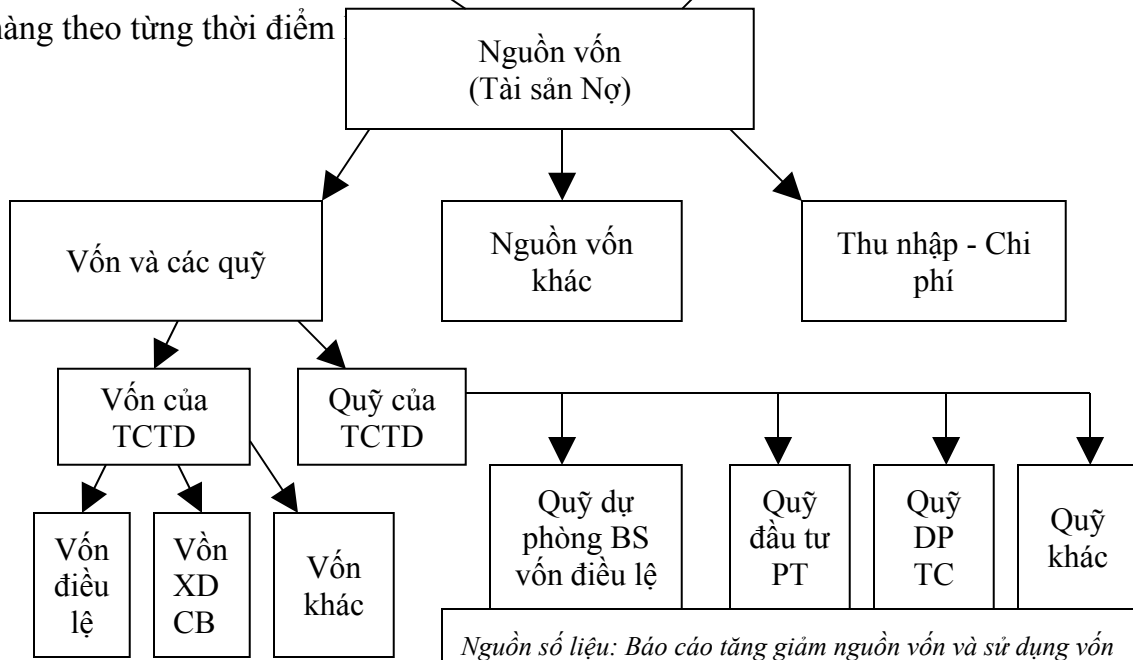 hàng theo từng thời điểm
Nguồn vốn
(Tài sản Nợ)
Vốn và các quỹ
Nguồn vốn
khác
Thu nhập - Chi
phí
Vốn của
TCTD
Quỹ của
TCTD
Vốn
điều
lệ
Vồn
XD
CB
Vốn
khác
Quỹ dự
phòng BS
vốn điều lệ
Quỹ
đầu tư
PT
Quỹ
DP
TC
Quỹ
khác
Nguồn số liệu: Báo cáo tăng giảm nguồn vốn và sử dụng vốn